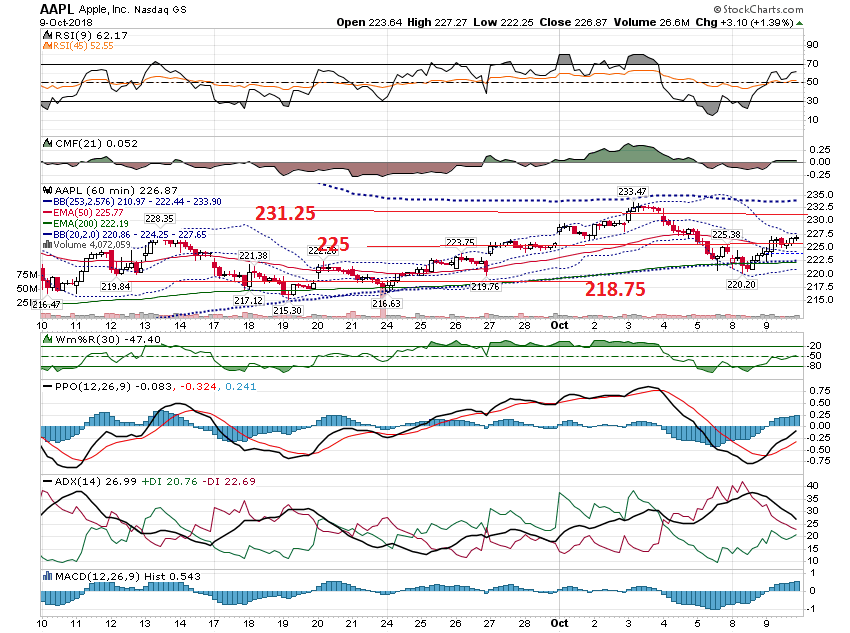 AAPL Apple, Inc. Nasdaq GS
© StockCharts.com
9-Oct-2018
Open 223.64 High 227.27 Low 222.25 Close 226.87 Volume 26.6M Chg +3.10 (+1.39%)
RSI(9) 62.17
RSI(45) 52.55
90
70
50
30
10
CMF(21) 0.052
0.25
0.00
-0.25
AAPL (60 min) 226.87
BB(253,2.576) 210.97 - 222.44 - 233.90
EMA(50) 225.77
EMA(200) 222.19
BB(20,2.0) 220.86 - 224.25 - 227.65
Volume 4,072,059
231.25
225
218.75
228.35
233.47
225.38
223.75
221.38
219.84
219.76
220.20
217.12
216.63
216.47
215.30
235.0
232.5
230.0
227.5
225.0
222.5
220.0
217.5
215.0
75M
50M
25M
10 11 12 13 14 17 18 19 20 21 24 25 26 27 28 Oct 2 3 4 5 8 9
Wm%R(30) -47.40
-20
-50
-80
PPO(12,26,9) -0.083, -0.324, 0.241
0.75
0.50
0.25
0.00
-0.25
-0.50
-0.75
ADX(14) 26.99 +DI 20.76 -DI 22.69
40
35
30
25
20
15
10
MACD(12,26,9) Hist 0.543
1
0
-1
10 11 12 13 14 17 18 19 20 21 24 25 26 27 28 Oct 2 3 4 5 8 9